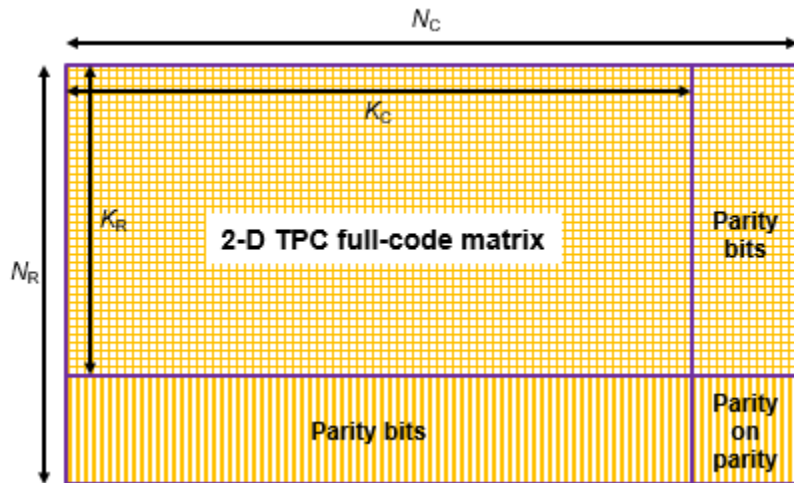 N_C
K_C
K_R
2-D TPC full-code matrix
Parity
bits
N_R
Parity bits
Parity
on
parity